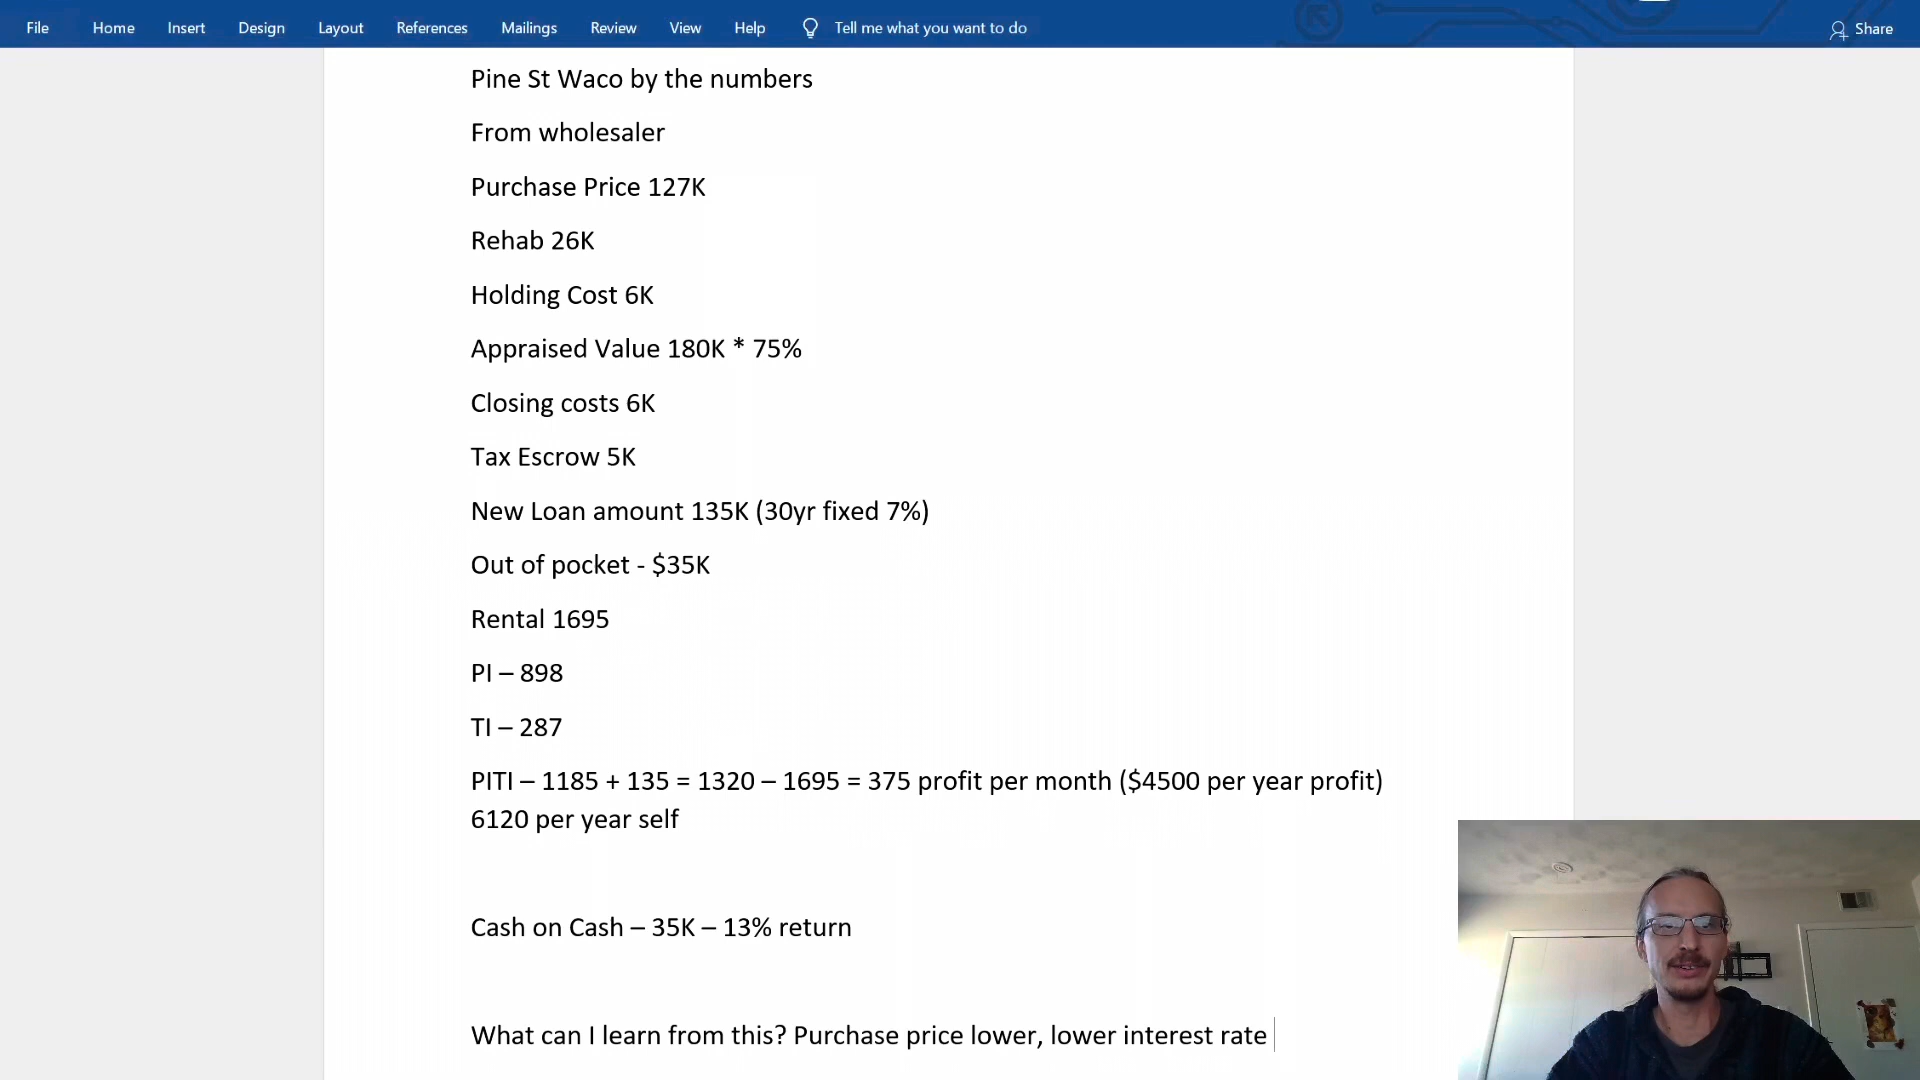 File Home Insert Design Layout References Mailings Review View Help Tell me what you want to do Share
Pine St Waco by the numbers
From wholesaler
Purchase Price 127K
Rehab 26K
Holding Cost 6K
Appraised Value 180K * 75%
Closing costs 6K
Tax Escrow 5K
New Loan amount 135K (30yr fixed 7%)
Out of pocket - $35K
Rental 1695
PI – 898
TI – 287
PITI – 1185 + 135 = 1320 – 1695 = 375 profit per month ($4500 per year profit)
6120 per year self
Cash on Cash – 35K – 13% return
What can I learn from this? Purchase price lower, lower interest rate